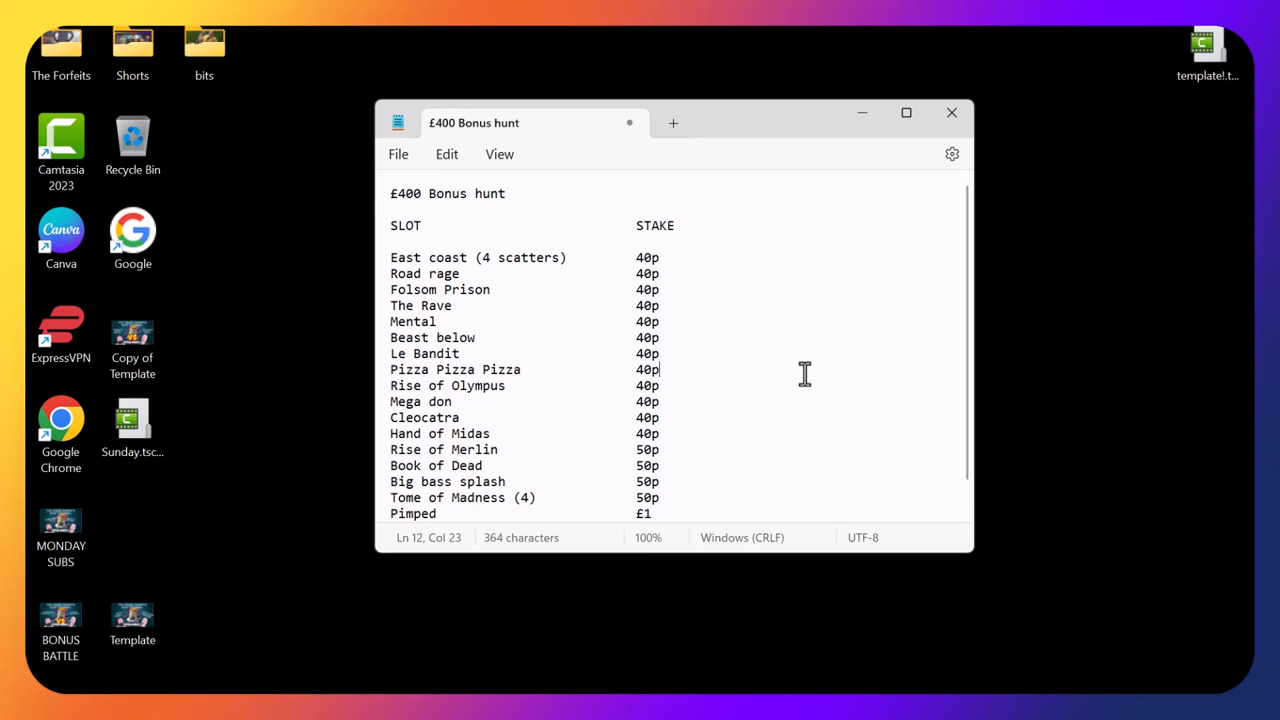 The Forfeits
Shorts
bits
template!.t...
Camtasia
2023
Recycle Bin
Canva
Canva
Google
ExpressVPN
Copy of
Template
Google
Chrome
Sunday.tsc...
MONDAY
SUBS
BONUS
BATTLE
Template
£400 Bonus hunt
File Edit View
£400 Bonus hunt
SLOT STAKE
East coast (4 scatters) 40p
Road rage 40p
Folsom Prison 40p
The Rave 40p
Mental 40p
Beast below 40p
Le Bandit 40p
Pizza Pizza Pizza 40p
Rise of Olympus 40p
Mega don 40p
Cleocatra 40p
Hand of Midas 40p
Rise of Merlin 50p
Book of Dead 50p
Big bass splash 50p
Tome of Madness (4) 50p
Pimped £1
Ln 12, Col 23 364 characters 100% Windows (CRLF) UTF-8